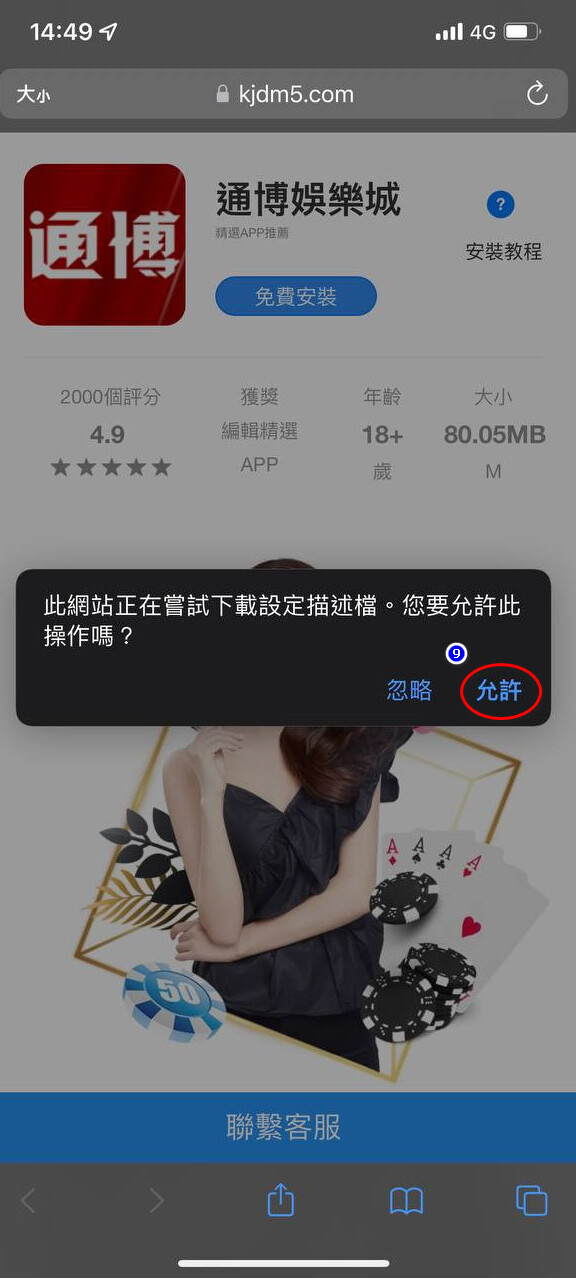 14:49
4G
大小
kjdm5.com
通博
通博娛樂城
精選APP推薦
免費安裝
?
安裝教程
2000個評分
4.9
★★★★★
獲獎
編輯精選
APP
年齡
18+
歲
大小
80.05MB
M
此網站正在嘗試下載設定描述檔。您要允許此
操作嗎？
9
忽略
允許
A
A
A
A
50
聯繫客服